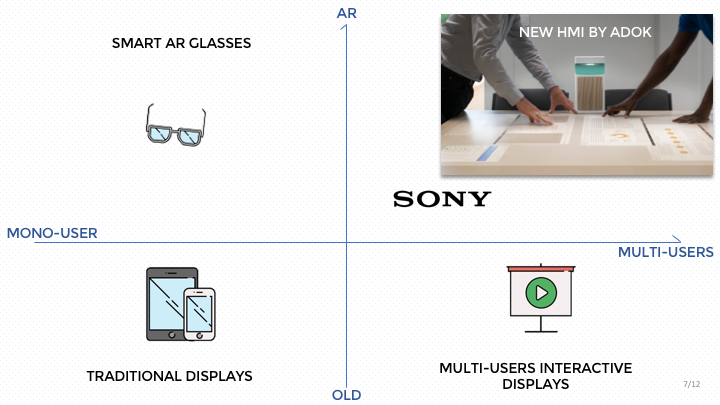 AR
SMART AR GLASSES
NEW HMI BY ADOK
SONY
MONO-USER
MULTI-USERS
TRADITIONAL DISPLAYS
MULTI-USERS INTERACTIVE
DISPLAYS
7/12
OLD